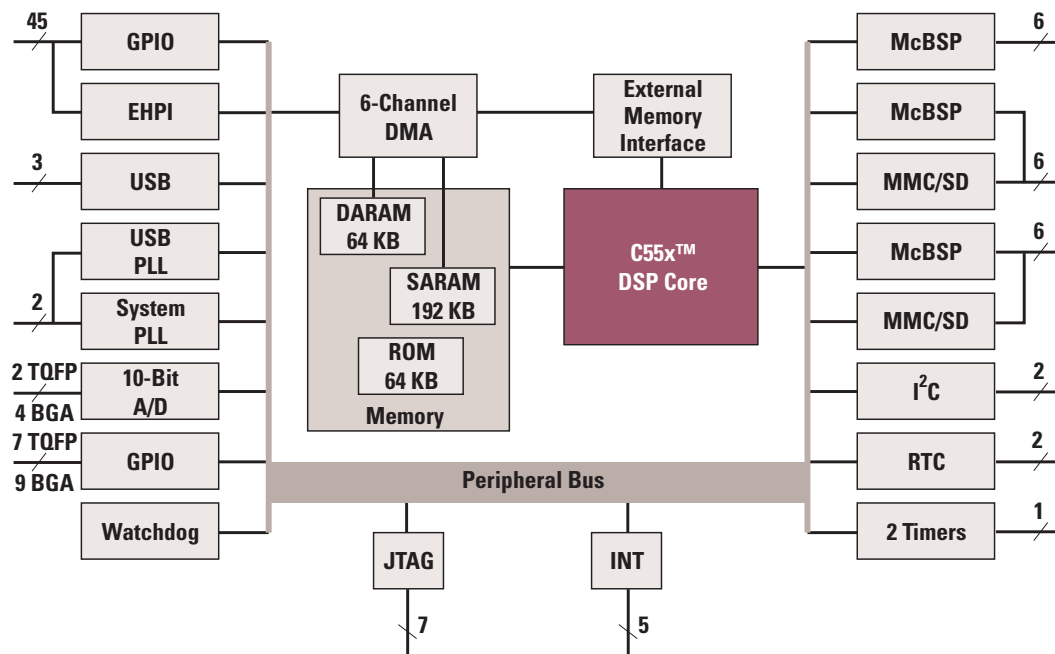 45
GPIO
EHPI
3
USB
USB
PLL
2
System
PLL
2 TQFP
4 BGA
10-Bit
A/D
7 TQFP
9 BGA
GPIO
Watchdog
6-Channel
DMA
External
Memory
Interface
DARAM
64 KB
SARAM
192 KB
ROM
64 KB
Memory
C55x™
DSP Core
Peripheral Bus
JTAG
7
INT
5
McBSP
6
McBSP
MMC/SD
6
McBSP
6
MMC/SD
I²C
2
RTC
2
2 Timers
1